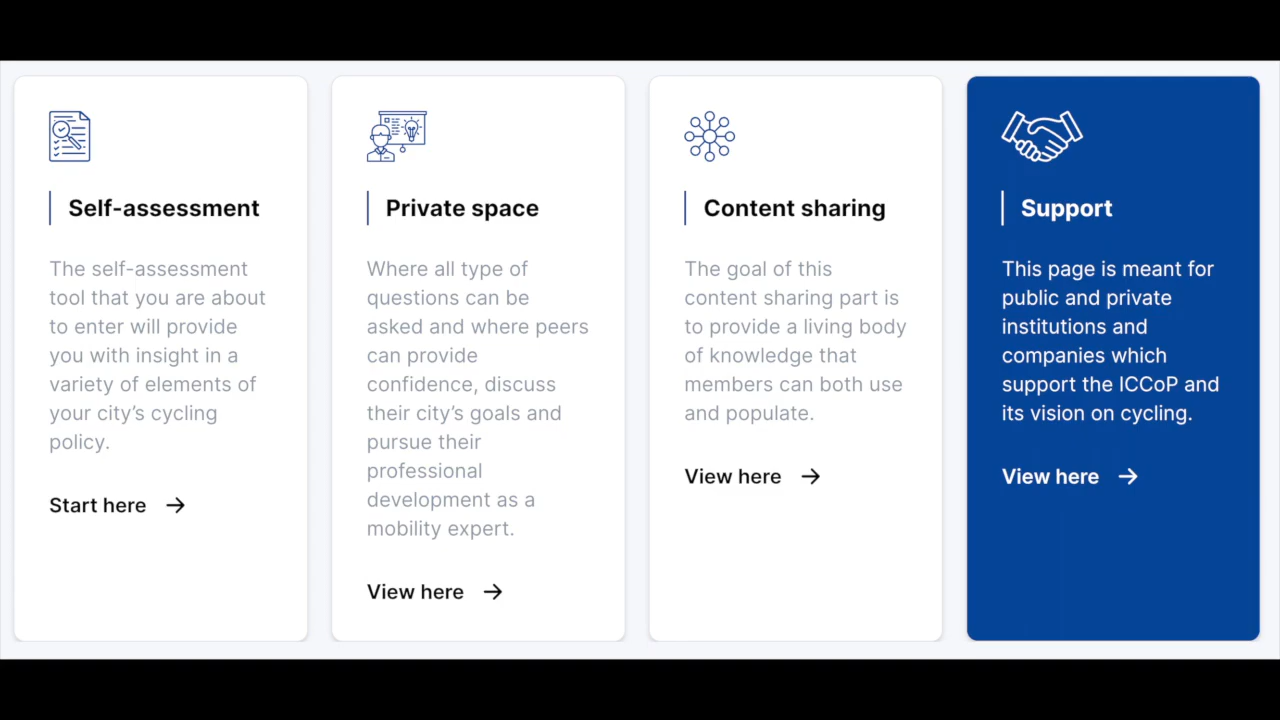 Self-assessment
The self-assessment
tool that you are about
to enter will provide
you with insight in a
variety of elements of
your city's cycling
policy.
Start here
Private space
Where all type of
questions can be
asked and where peers
can provide
confidence, discuss
their city's goals and
pursue their
professional
development as a
mobility expert.
View here
Content sharing
The goal of this
content sharing part is
to provide a living body
of knowledge that
members can both use
and populate.
View here
Support
This page is meant for
public and private
institutions and
companies which
support the ICCoP and
its vision on cycling.
View here